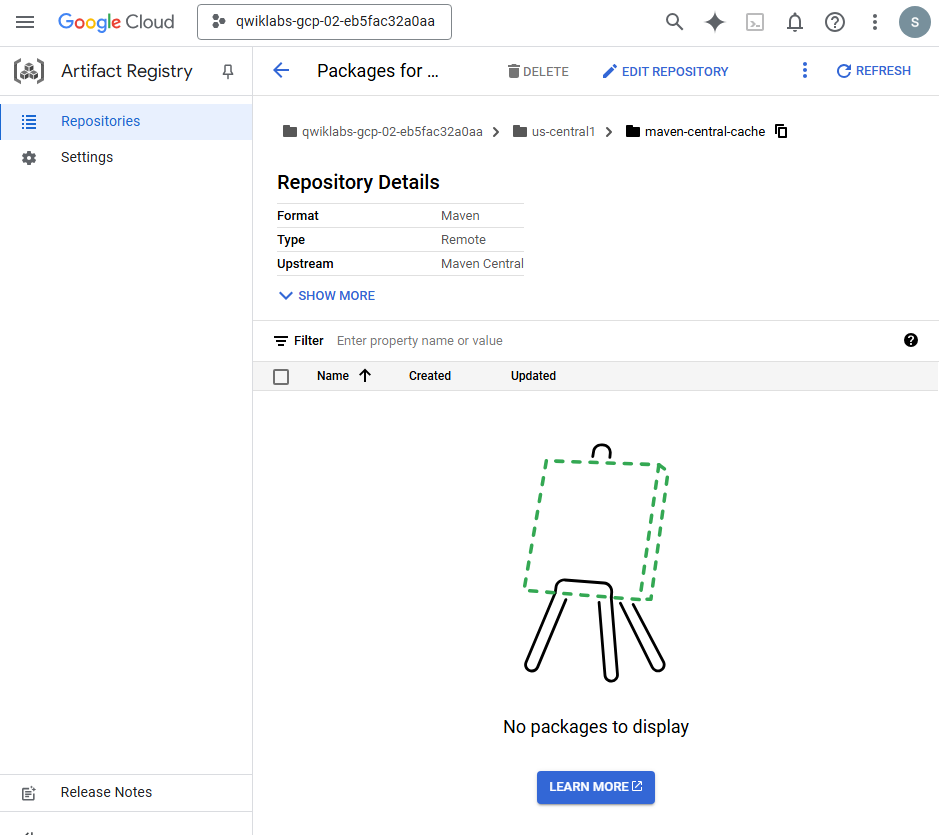 Google Cloud
qwiklabs-gcp-02-eb5fac32a0aa
S
Artifact Registry
Packages for ...
DELETE
EDIT REPOSITORY
REFRESH
Repositories
Settings
qwiklabs-gcp-02-eb5fac32a0aa
us-central1
maven-central-cache
Repository Details
Format Maven
Type Remote
Upstream Maven Central
SHOW MORE
Filter Enter property name or value
Name Created Updated
No packages to display
LEARN MORE
Release Notes